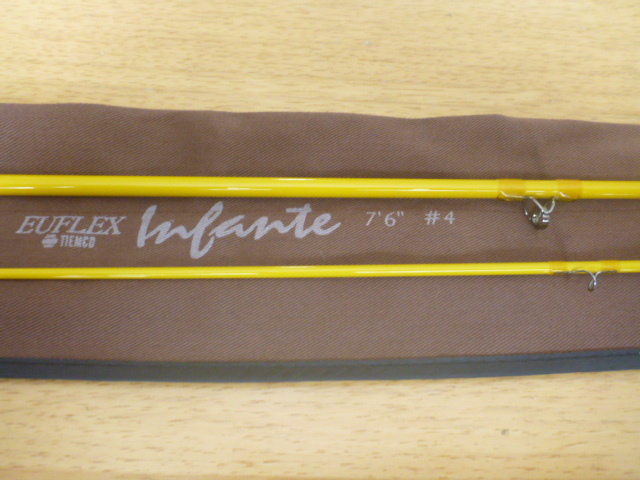 EUFLEX Infante 7'6" #4
TIEMCO